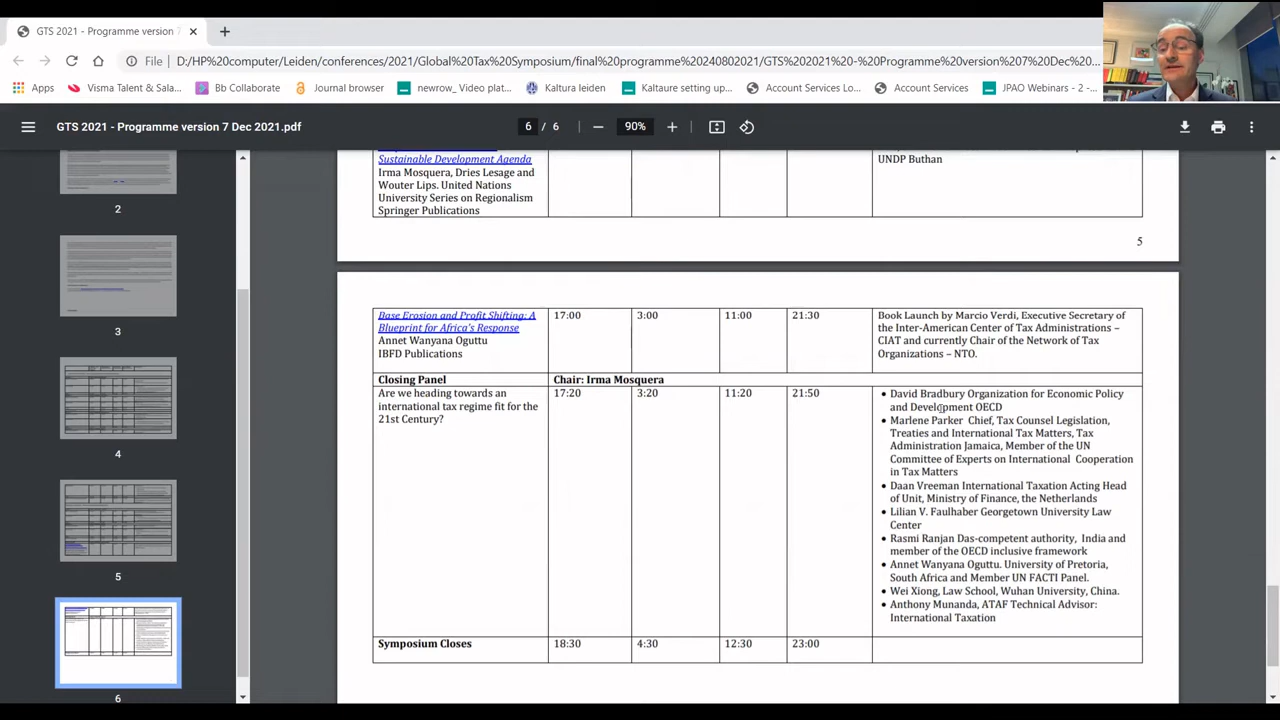 GTS 2021 - Programme version 7
File D:/HP%20computer/Leiden/conferences/2021/Global%20Tax%20Symposium/final%20programme%20240802021/GTS%202021%20-%20Programme%20version%207%20Dec%20...
Apps Visma Talent & Sala... Bb Collaborate Journal browser newrow_ Video plat... Kaltura leiden Kaltaure setting up... Account Services Lo... Account Services JPAO Webinars - 2 -
GTS 2021 - Programme version 7 Dec 2021.pdf 6 / 6 90%
2
3
4
5
6
Sustainable Development Agenda
Irma Mosquera, Dries Lesage and
Wouter Lips. United Nations
University Series on Regionalism
Springer Publications
UNDP Buthan
5
Base Erosion and Profit Shifting: A
Blueprint for Africa's Response
Annet Wanyana Oguttu
IBFD Publications
17:00 3:00 11:00 21:30
Book Launch by Marcio Verdi, Executive Secretary of
the Inter-American Center of Tax Administrations –
CIAT and currently Chair of the Network of Tax
Organizations – NTO.
Closing Panel Chair: Irma Mosquera
Are we heading towards an
international tax regime fit for the
21st Century?
17:20 3:20 11:20 21:50
• David Bradbury Organization for Economic Policy
and Development OECD
• Marlene Parker Chief, Tax Counsel Legislation,
Treaties and International Tax Matters, Tax
Administration Jamaica, Member of the UN
Committee of Experts on International Cooperation
in Tax Matters
• Daan Vreeman International Taxation Acting Head
of Unit, Ministry of Finance, the Netherlands
• Lilian V. Faulhaber Georgetown University Law
Center
• Rasmi Ranjan Das-competent authority, India and
member of the OECD inclusive framework
• Annet Wanyana Oguttu. University of Pretoria,
South Africa and Member UN FACTI Panel.
• Wei Xiong, Law School, Wuhan University, China.
• Anthony Munanda, ATAF Technical Advisor:
International Taxation
Symposium Closes 18:30 4:30 12:30 23:00